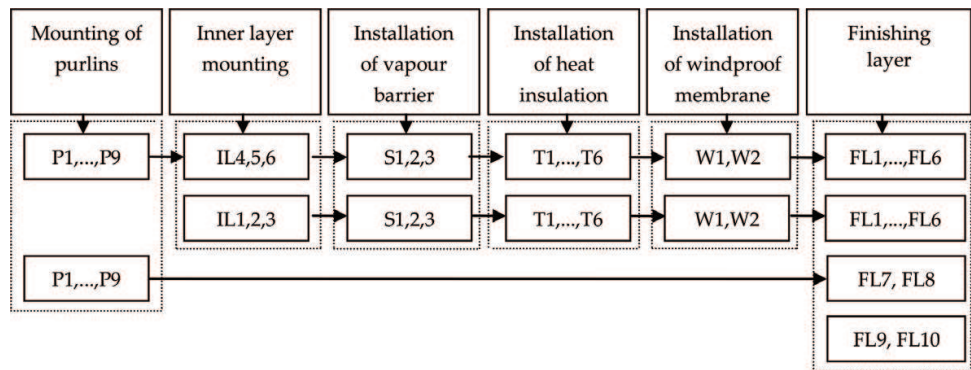 Mounting of
purlins
Inner layer
mounting
Installation
of vapour
barrier
Installation
of heat
insulation
Installation
of windproof
membrane
Finishing
layer
P1,...,P9
IL4,5,6
S1,2,3
T1,...,T6
W1,W2
FL1,...,FL6
IL1,2,3
S1,2,3
T1,...,T6
W1,W2
FL1,...,FL6
P1,...,P9
FL7, FL8
FL9, FL10